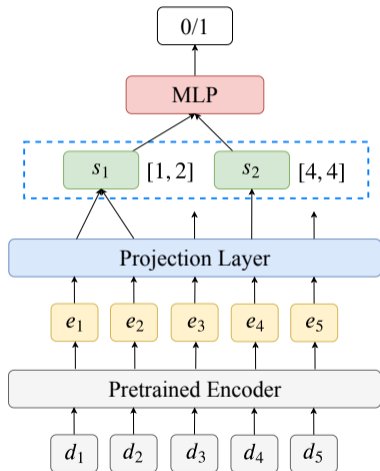 0/1
MLP
s₁ [1, 2] s₂ [4, 4]
Projection Layer
e₁ e₂ e₃ e₄ e₅
Pretrained Encoder
d₁ d₂ d₃ d₄ d₅